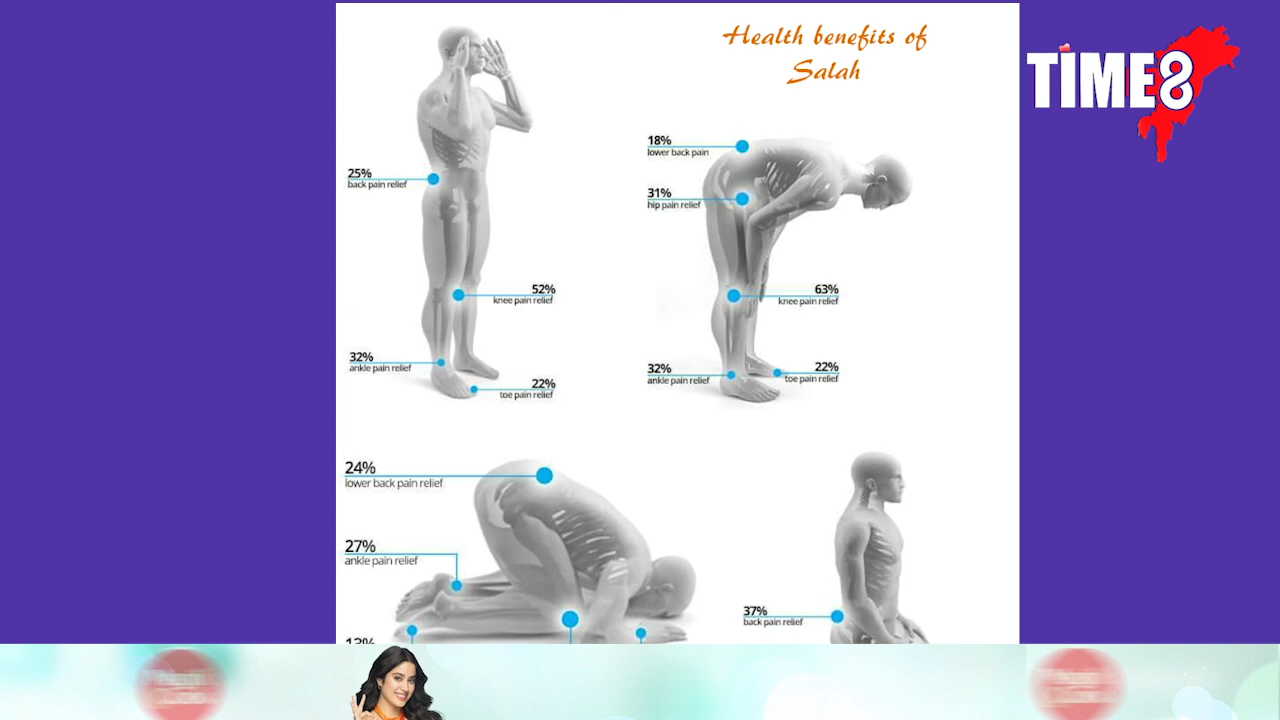 Health benefits of
Salah
TIME8
25%
back pain relief
52%
knee pain relief
32%
ankle pain relief
22%
toe pain relief
18%
lower back pain
31%
hip pain relief
63%
knee pain relief
32%
ankle pain relief
22%
toe pain relief
24%
lower back pain relief
27%
ankle pain relief
37%
back pain relief